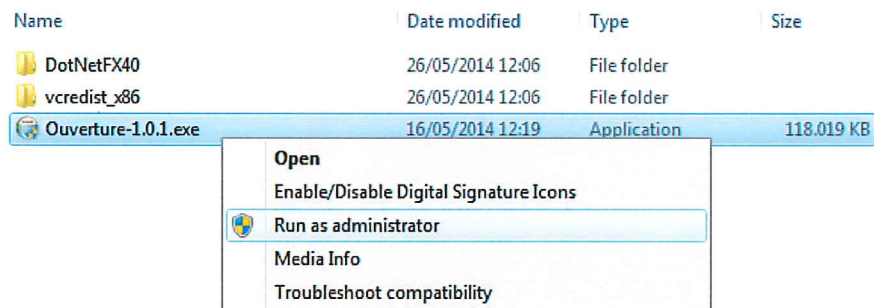 Name Date modified Type Size
DotNetFX40 26/05/2014 12:06 File folder
vcredist_x86 26/05/2014 12:06 File folder
Ouverture-1.0.1.exe 16/05/2014 12:19 Application 118.019 KB
Open
Enable/Disable Digital Signature Icons
Run as administrator
Media Info
Troubleshoot compatibility